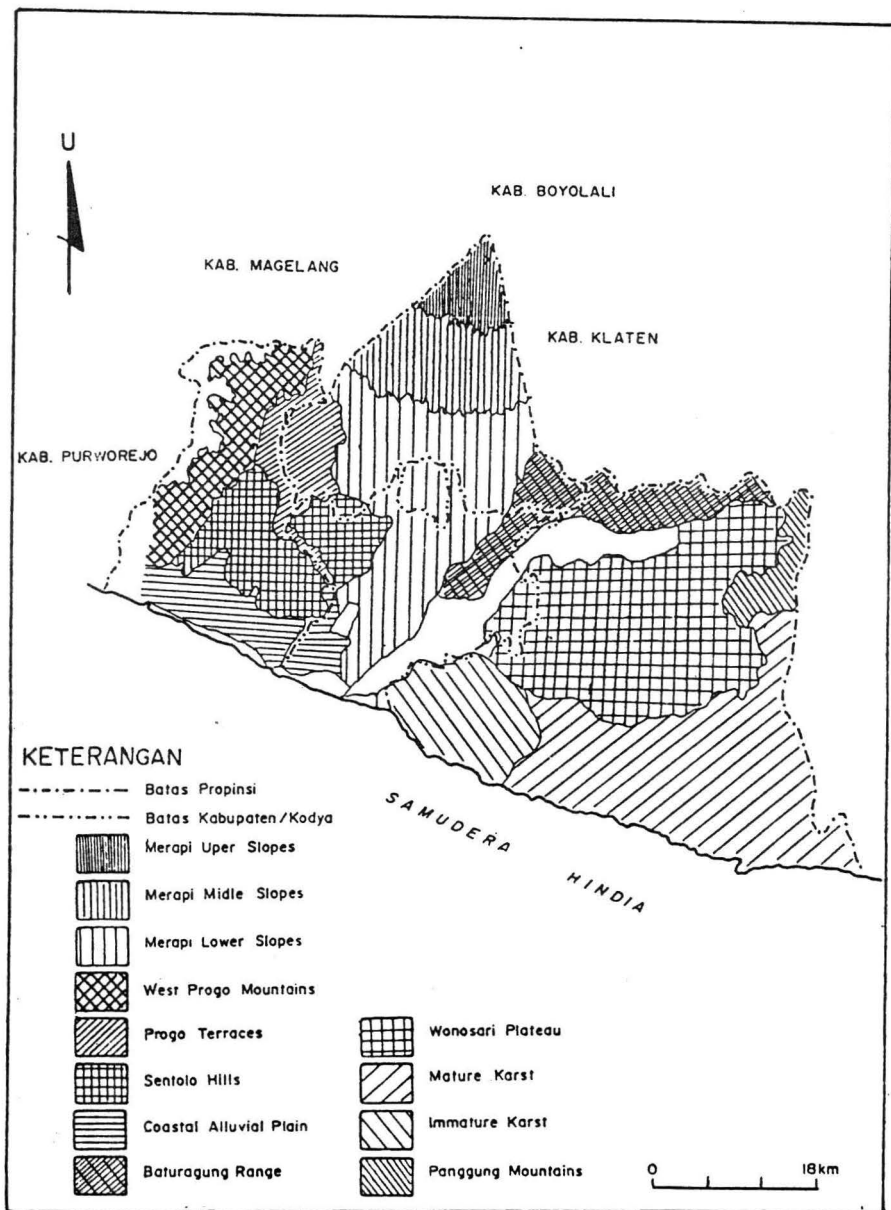 U
KAB. BOYOLALI
KAB. MAGELANG
KAB. KLATEN
KAB. PURWOREJO
KETERANGAN
Batas Propinsi
Batas Kabupaten/Kodya
SAMUDERA HINDIA
Merapi Uper Slopes
Merapi Midle Slopes
Merapi Lower Slopes
West Progo Mountains
Progo Terraces
Sentolo Hills
Coastal Alluvial Plain
Baturagung Range
Wonosari Plateau
Mature Karst
Immature Karst
Panggung Mountains
0 18km